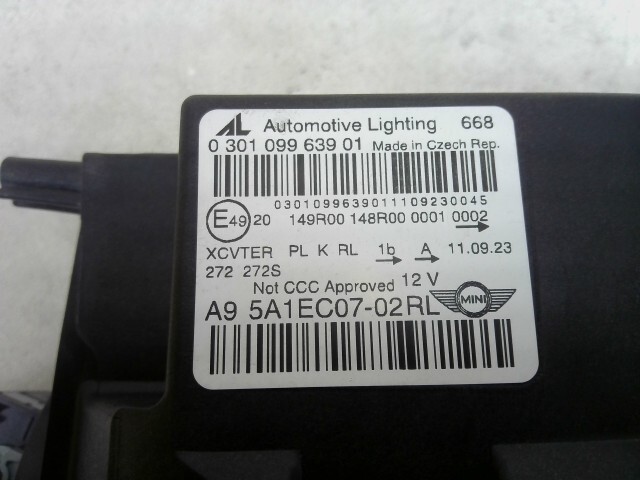 AL Automotive Lighting 668
0 301 099 639 01 Made in Czech Rep.
0301099639011109230045
E49 20 149R00 148R00 0001 0002
XCVTER PL K RL 1b A 11.09.23
272 272S
Not CCC Approved 12 V
A9 5A1EC07-02RL MINI